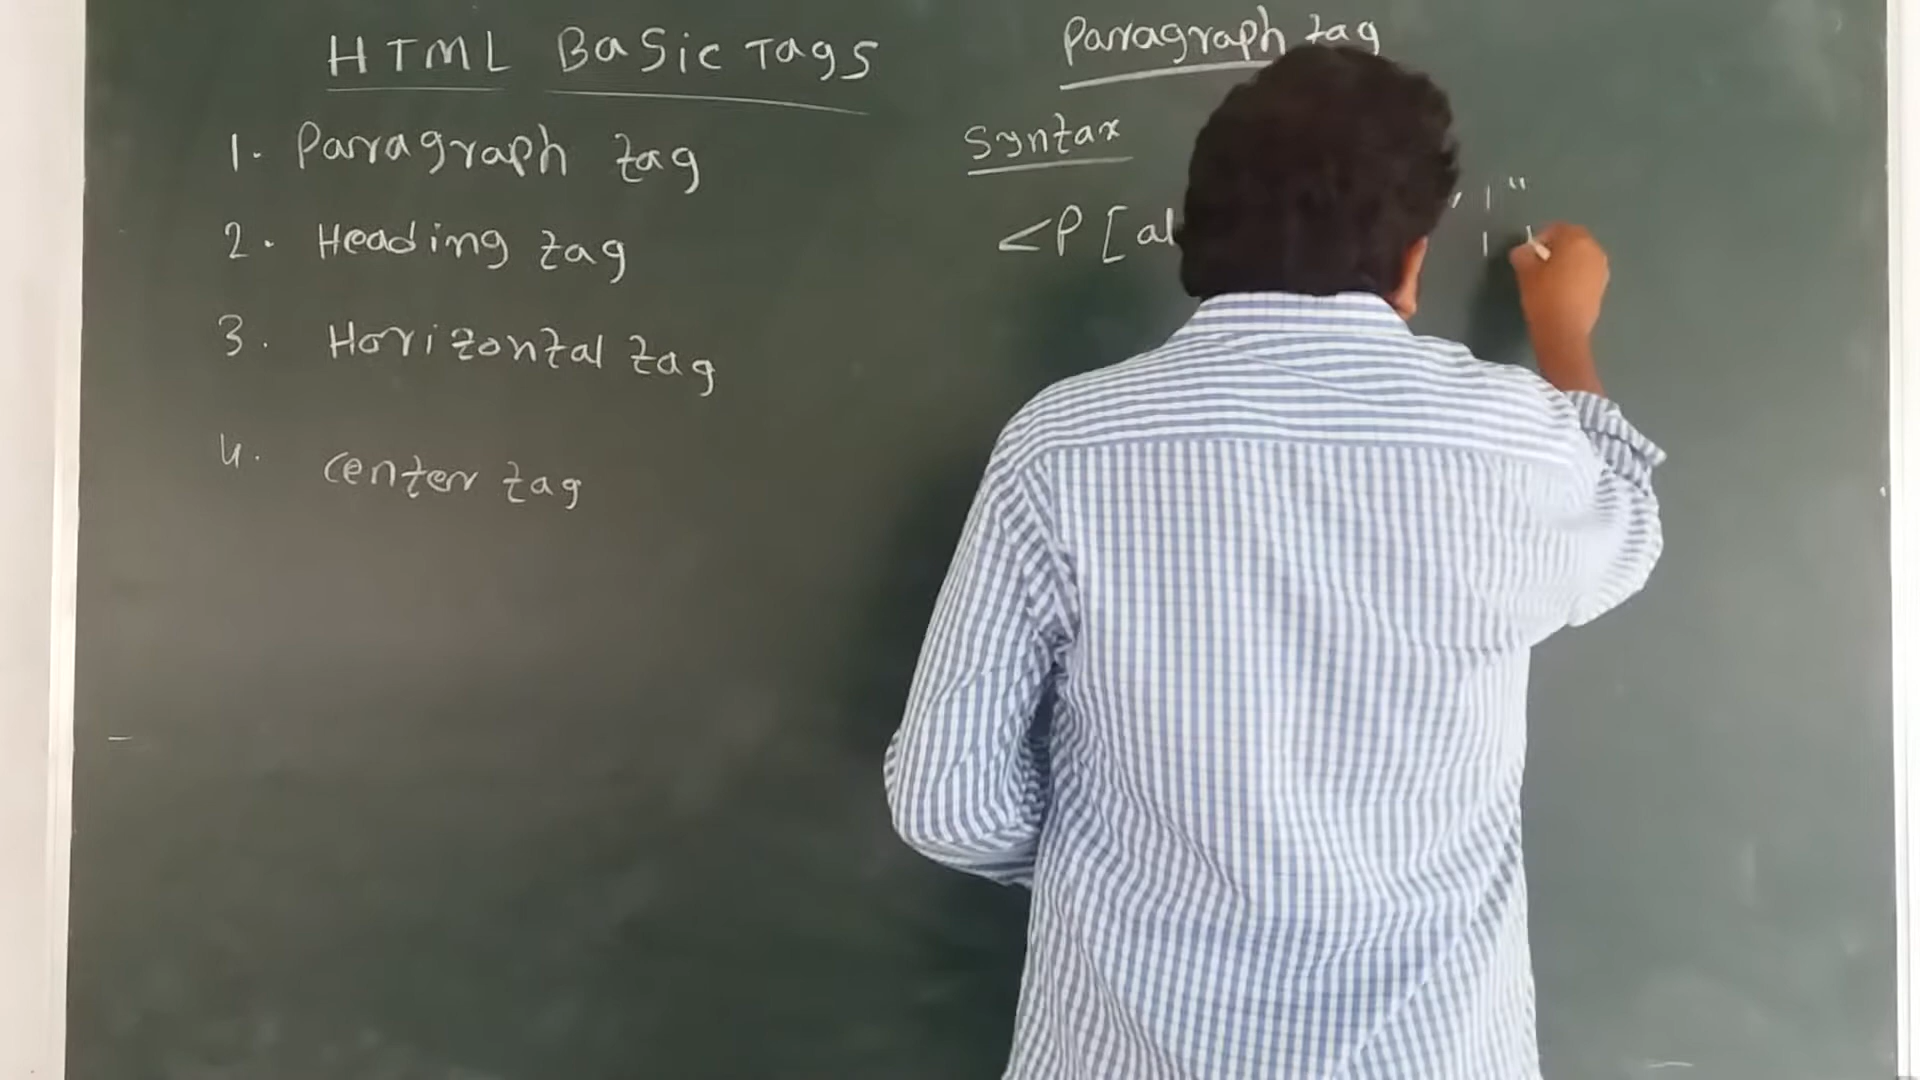 HTML Basic Tags
1. Paragraph tag
2. Heading tag
3. Horizontal tag
4. center tag
Paragraph tag
Syntax
<P [al